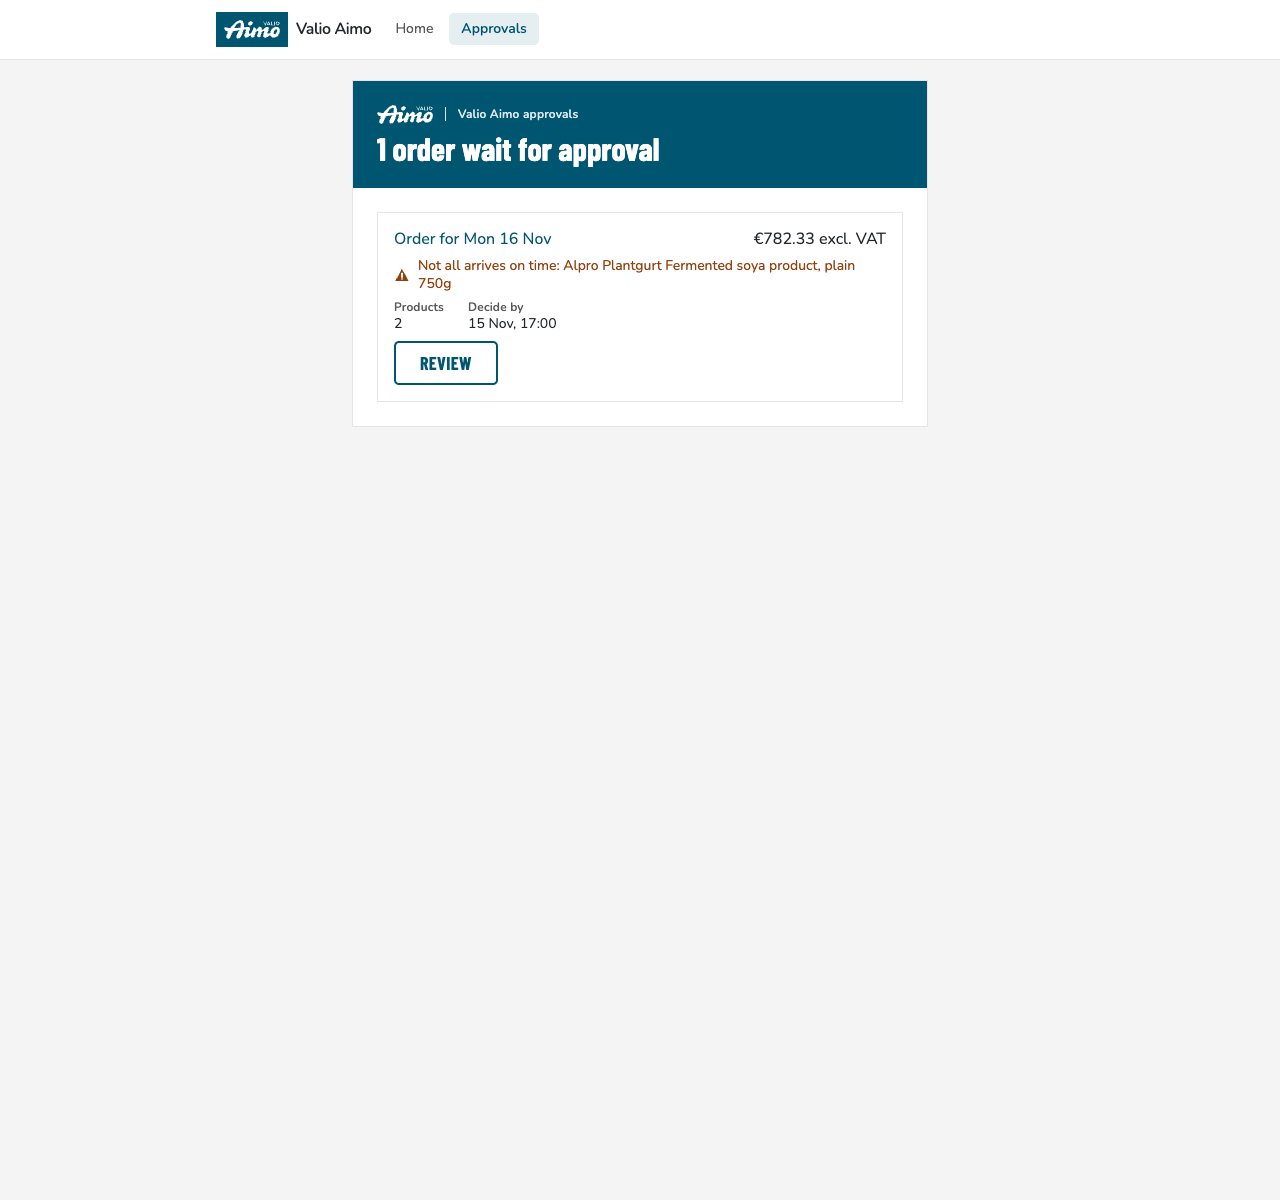 VALIO
Aimo
Valio Aimo
Home
Approvals
VALIO
Aimo
Valio Aimo approvals
1 order wait for approval
Order for Mon 16 Nov
€782.33 excl. VAT
Not all arrives on time: Alpro Plantgurt Fermented soya product, plain
750g
Products
Decide by
2
15 Nov, 17:00
REVIEW